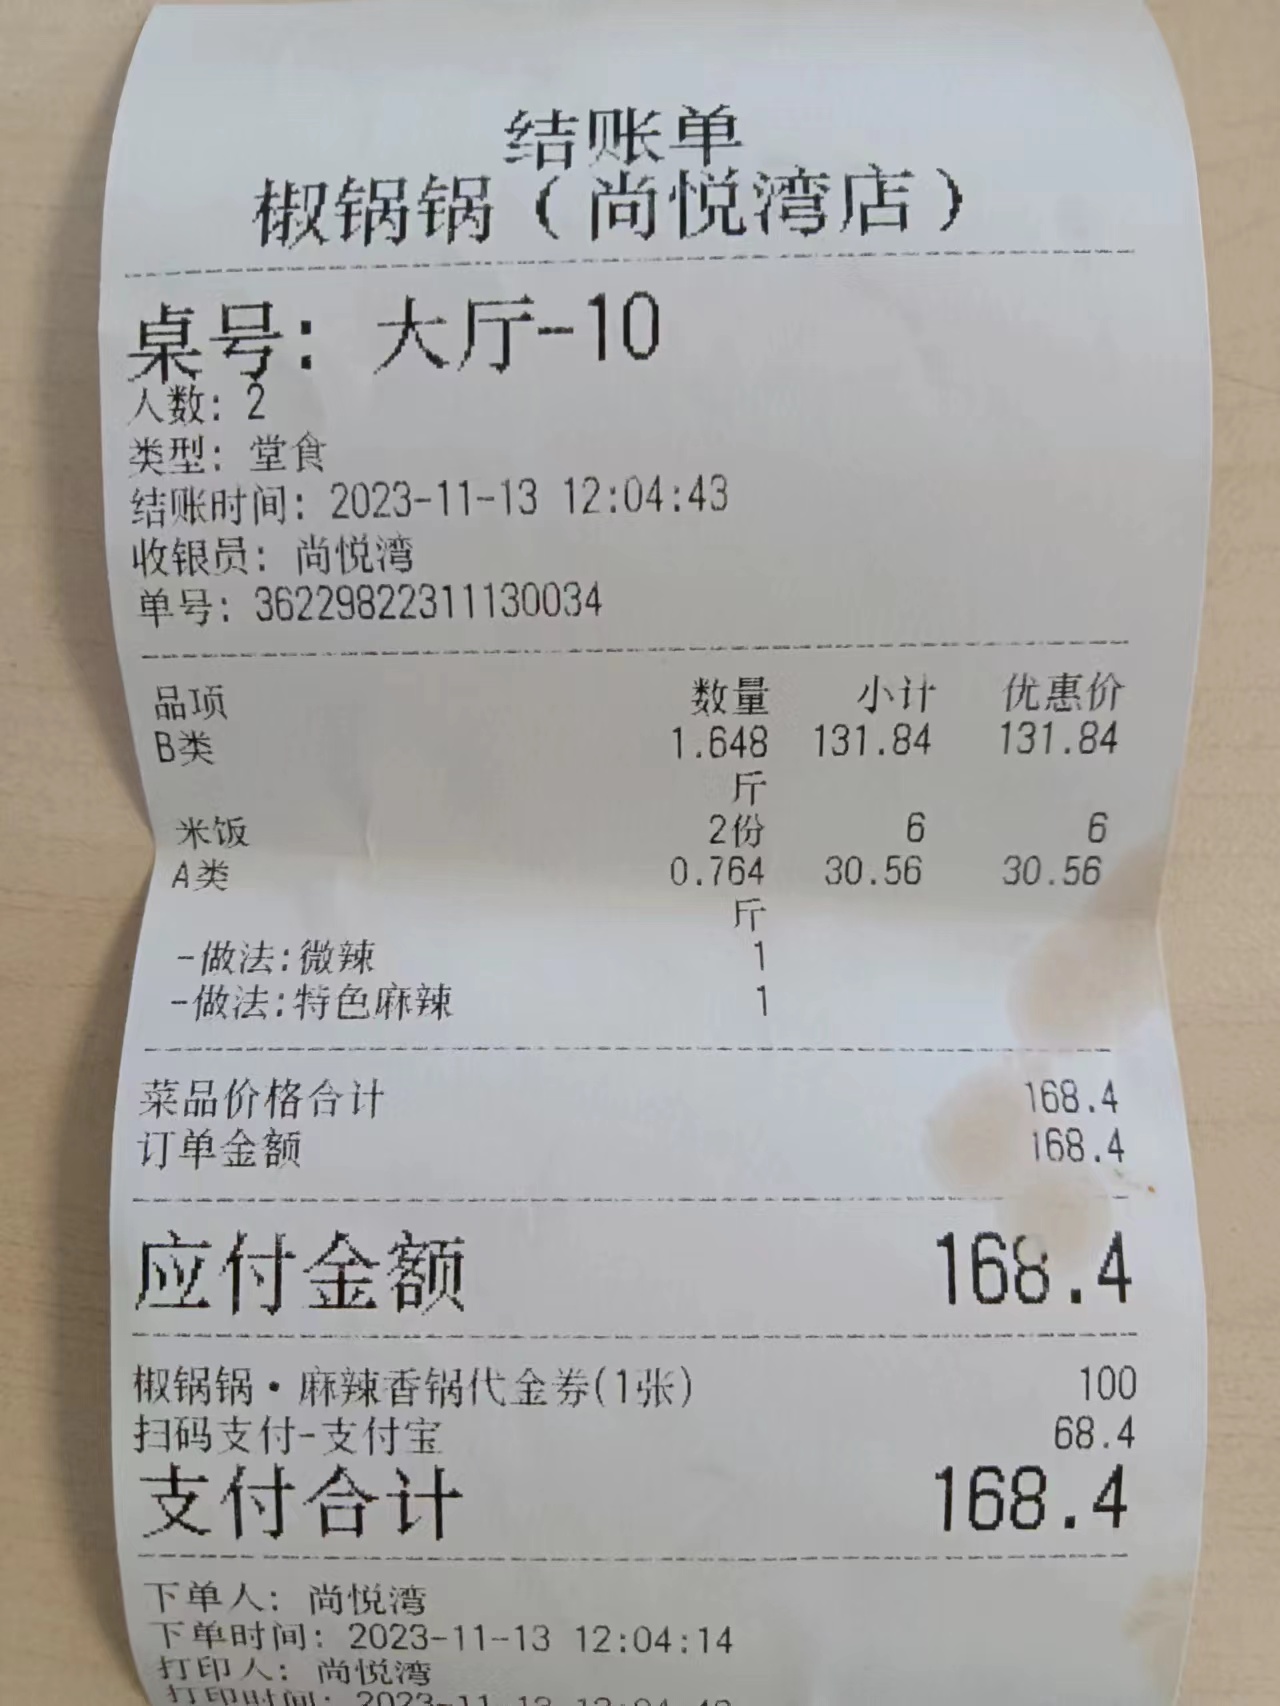 结账单
椒锅锅（尚悦湾店）
桌号：大厅-10
人数：2
类型：堂食
结账时间：2023-11-13 12:04:43
收银员：尚悦湾
单号：36229822311130034
品项 数量 小计 优惠价
B类 1.648 131.84 131.84
斤
米饭 2份 6 6
A类 0.764 30.56 30.56
斤
-做法:微辣 1
-做法:特色麻辣 1
菜品价格合计 168.4
订单金额 168.4
应付金额 168.4
椒锅锅·麻辣香锅代金券(1张) 100
扫码支付-支付宝 68.4
支付合计 168.4
下单人：尚悦湾
下单时间：2023-11-13 12:04:14
打印人：尚悦湾
打印时间：2023-11-13